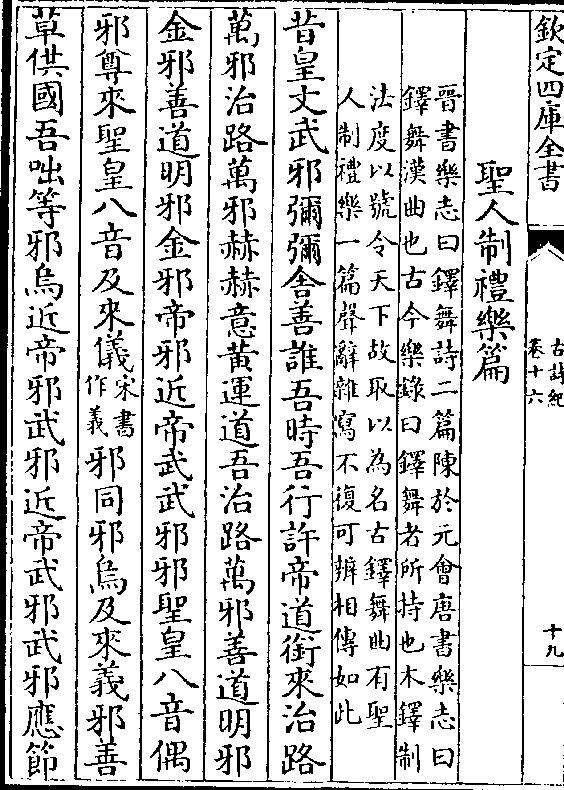 欽定四庫全書
古詩紀
卷十六
十九
聖人制禮樂篇
晉書樂志曰鐸舞詩二篇陳於元會唐書樂志曰
鐸舞漢曲也古今樂錄曰鐸舞者所持也木鐸制
法度以號令天下故取以為名古鐸舞曲有聖
人制禮樂一篇聲辭雜寫不復可辨相傳如此
昔皇文武邪彌彌舍善誰吾時吾行許帝道銜來治路
萬邪治路萬邪赫赫意黃運道吾治路萬邪善道明邪
金邪善道明邪金邪帝邪近帝武武邪邪聖皇八音偶
邪尊來聖皇八音及來儀宋書作義邪同邪烏及來義邪善
草供國吾咄等邪烏近帝邪武邪近帝武邪武邪應節